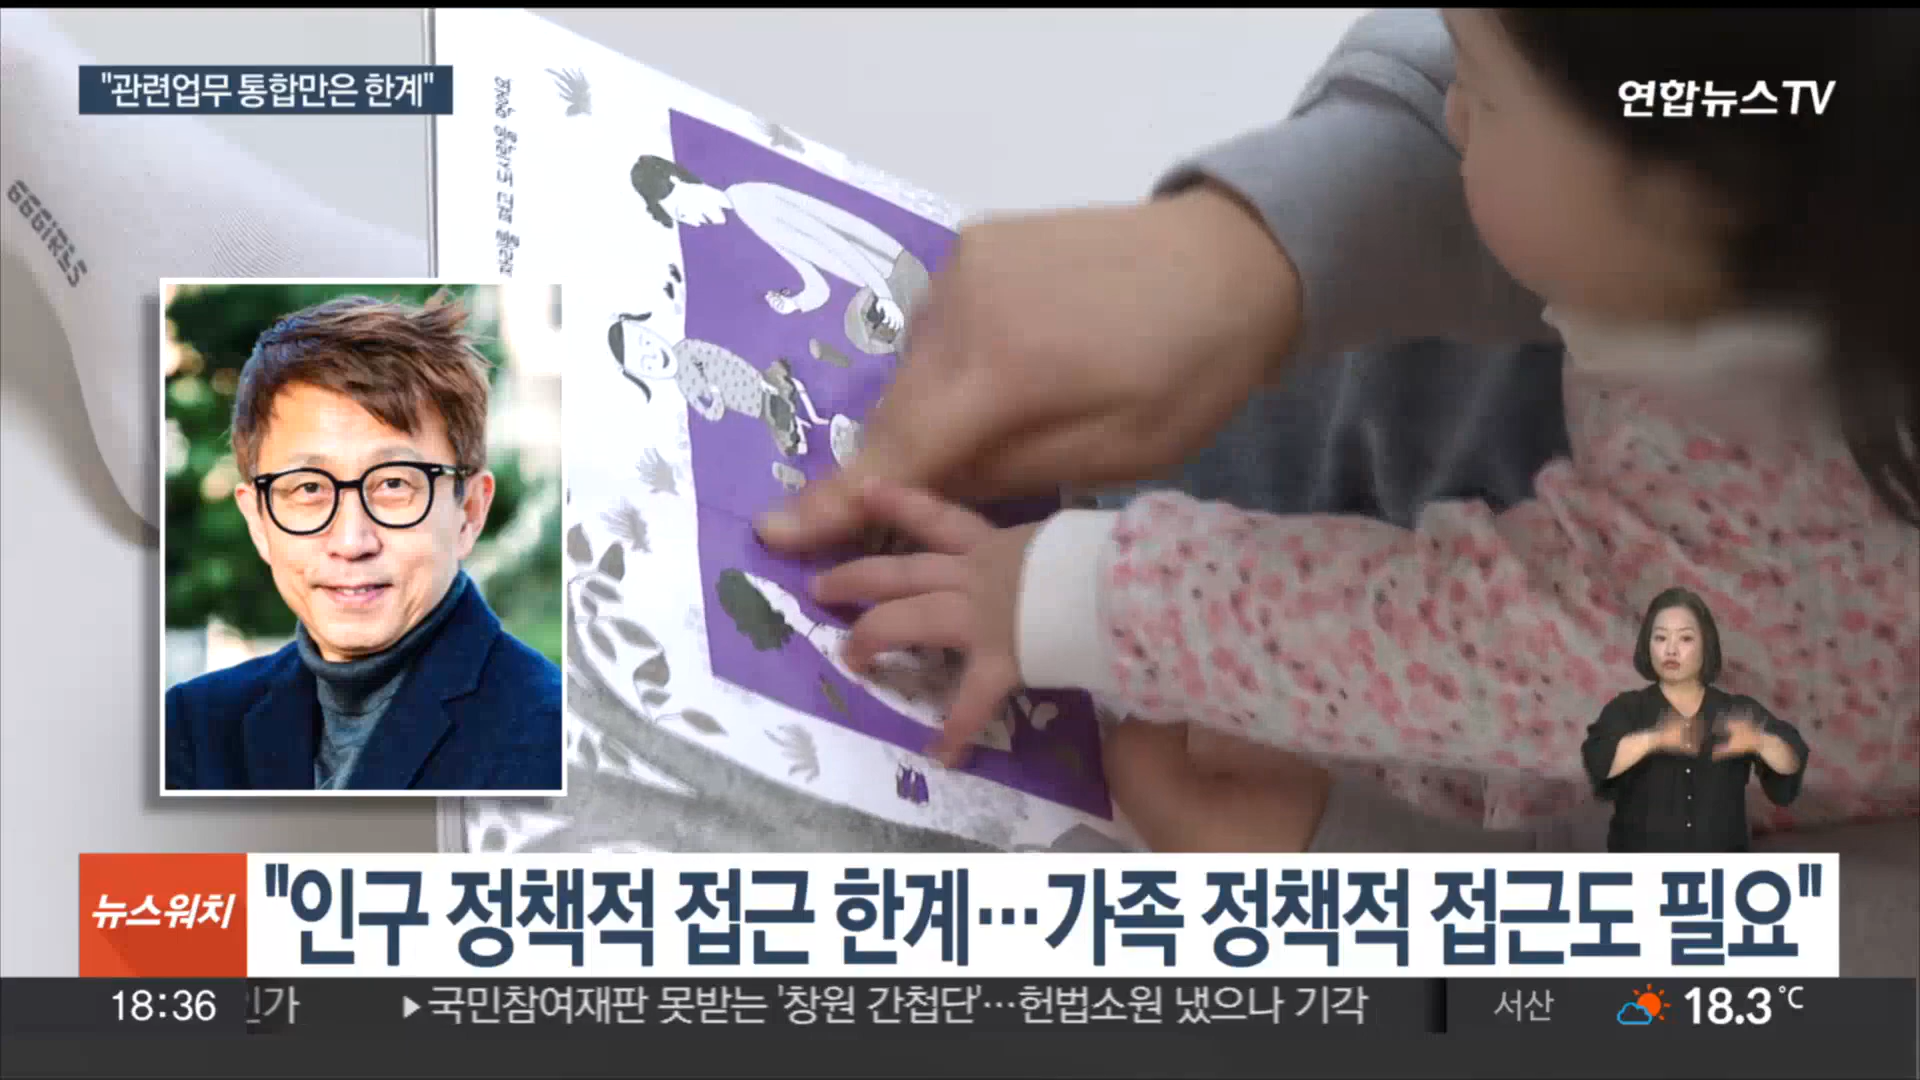 "관련업무 통합만은 한계"
연합뉴스TV
GGGIRLS
뉴스워치
"인구 정책적 접근 한계…가족 정책적 접근도 필요"
18:36
인가 ▶국민참여재판 못받는 '창원 간첩단'…헌법소원 냈으나 기각
서산 18.3℃